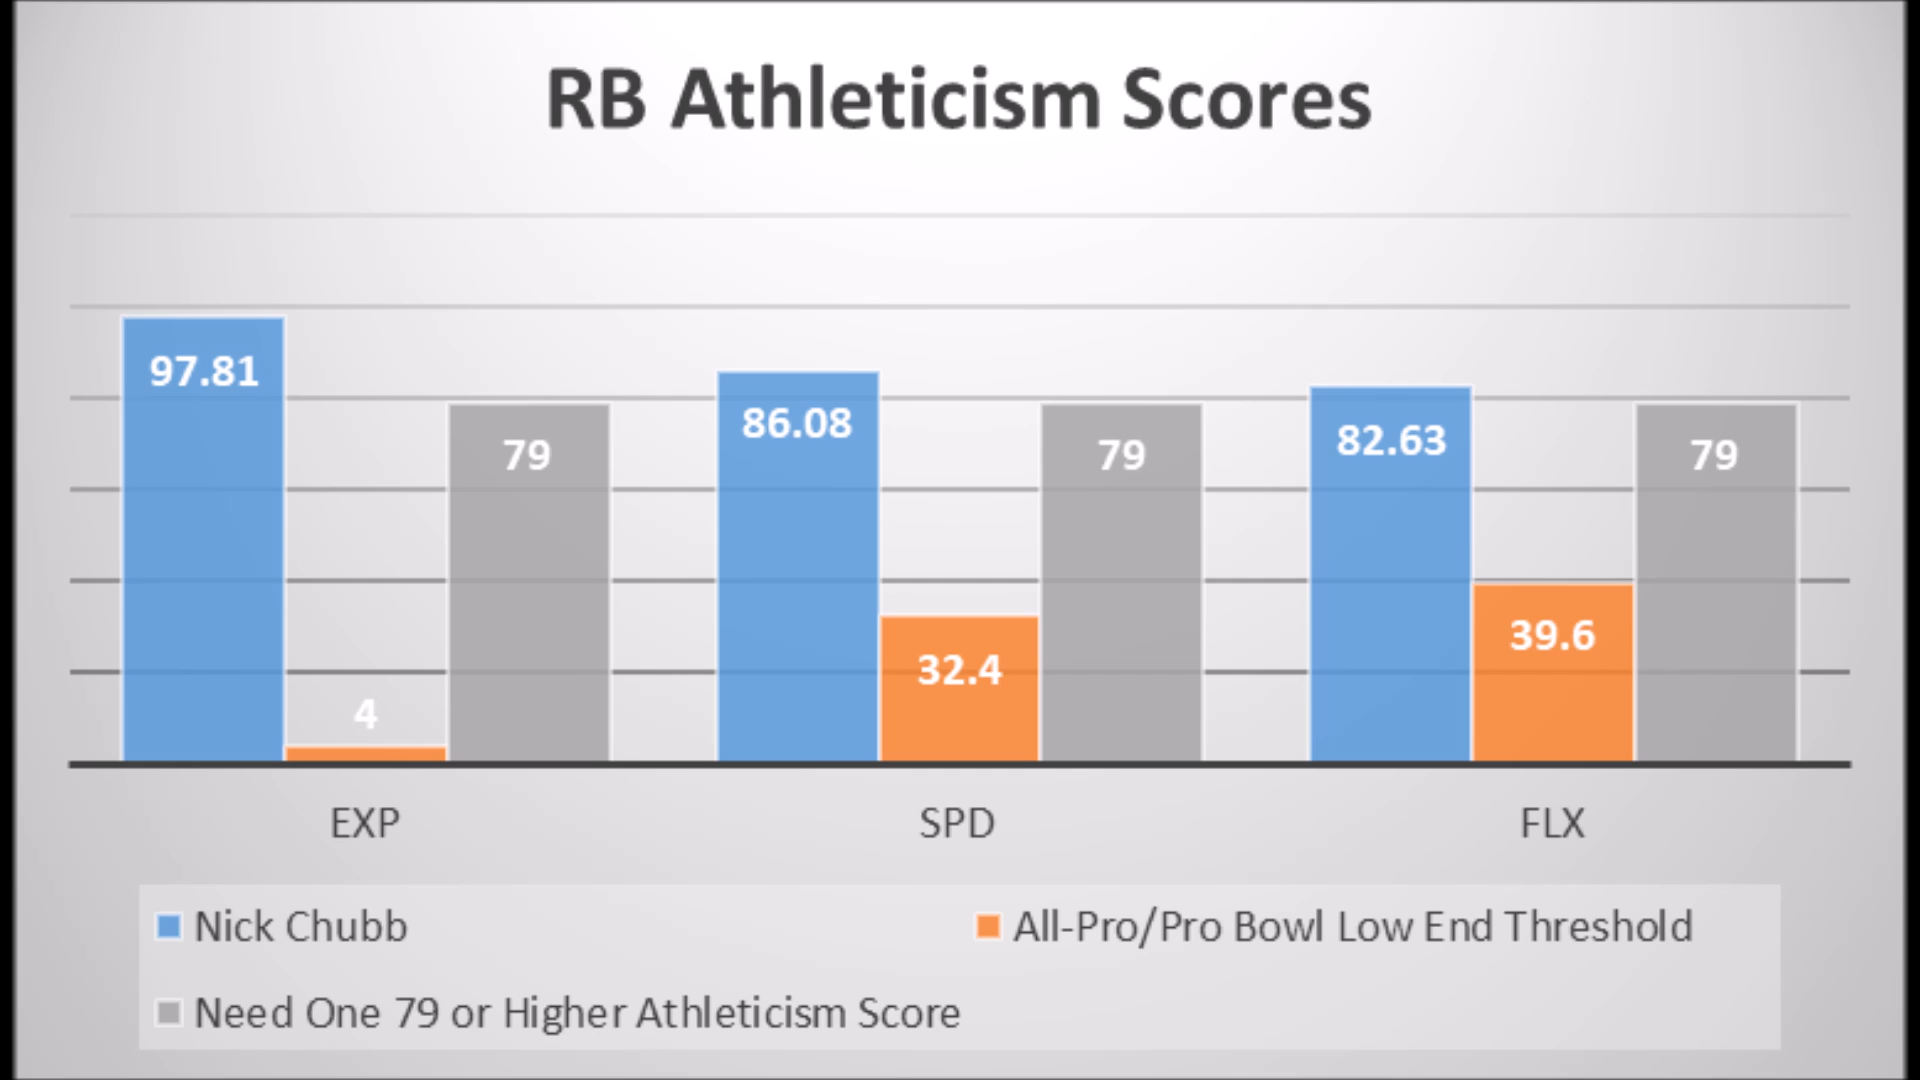 RB Athleticism Scores
97.81
86.08
82.63
79
79
79
39.6
32.4
4
EXP
SPD
FLX
Nick Chubb
All-Pro/Pro Bowl Low End Threshold
Need One 79 or Higher Athleticism Score